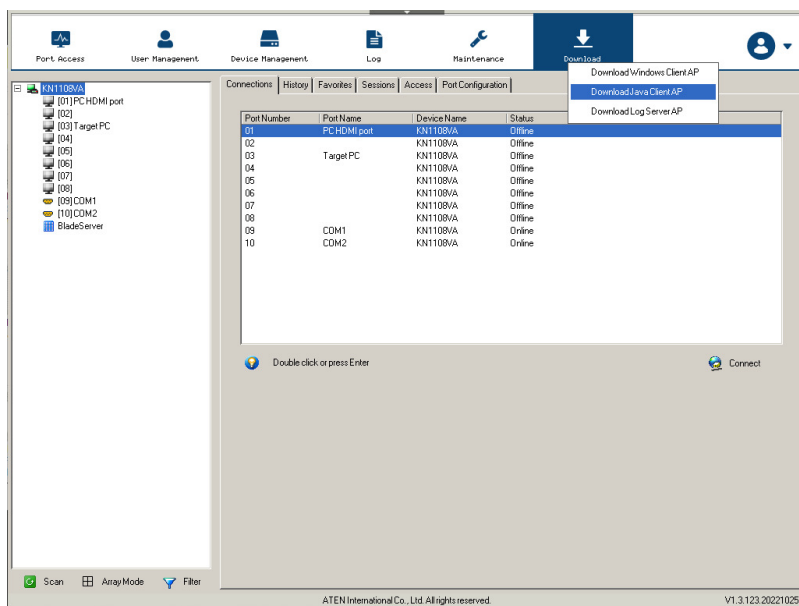 Port Access
User Management
Device Management
Log
Maintenance
Download
Download Windows Client AP
Download Java Client AP
Download Log Server AP
KN1108VA
[01] PC HDMI port
[02]
[03] Target PC
[04]
[05]
[06]
[07]
[08]
[09] COM1
[10] COM2
BladeServer
Connections History Favorites Sessions Access Port Configuration
Port Number Port Name Device Name Status
01 PC HDMI port KN1108VA Offline
02 KN1108VA Offline
03 Target PC KN1108VA Offline
04 KN1108VA Offline
05 KN1108VA Offline
06 KN1108VA Offline
07 KN1108VA Offline
08 KN1108VA Offline
09 COM1 KN1108VA Online
10 COM2 KN1108VA Online
Double click or press Enter
Connect
Scan Array Mode Filter
ATEN International Co., Ltd. All rights reserved.
V1.3.123.20221025